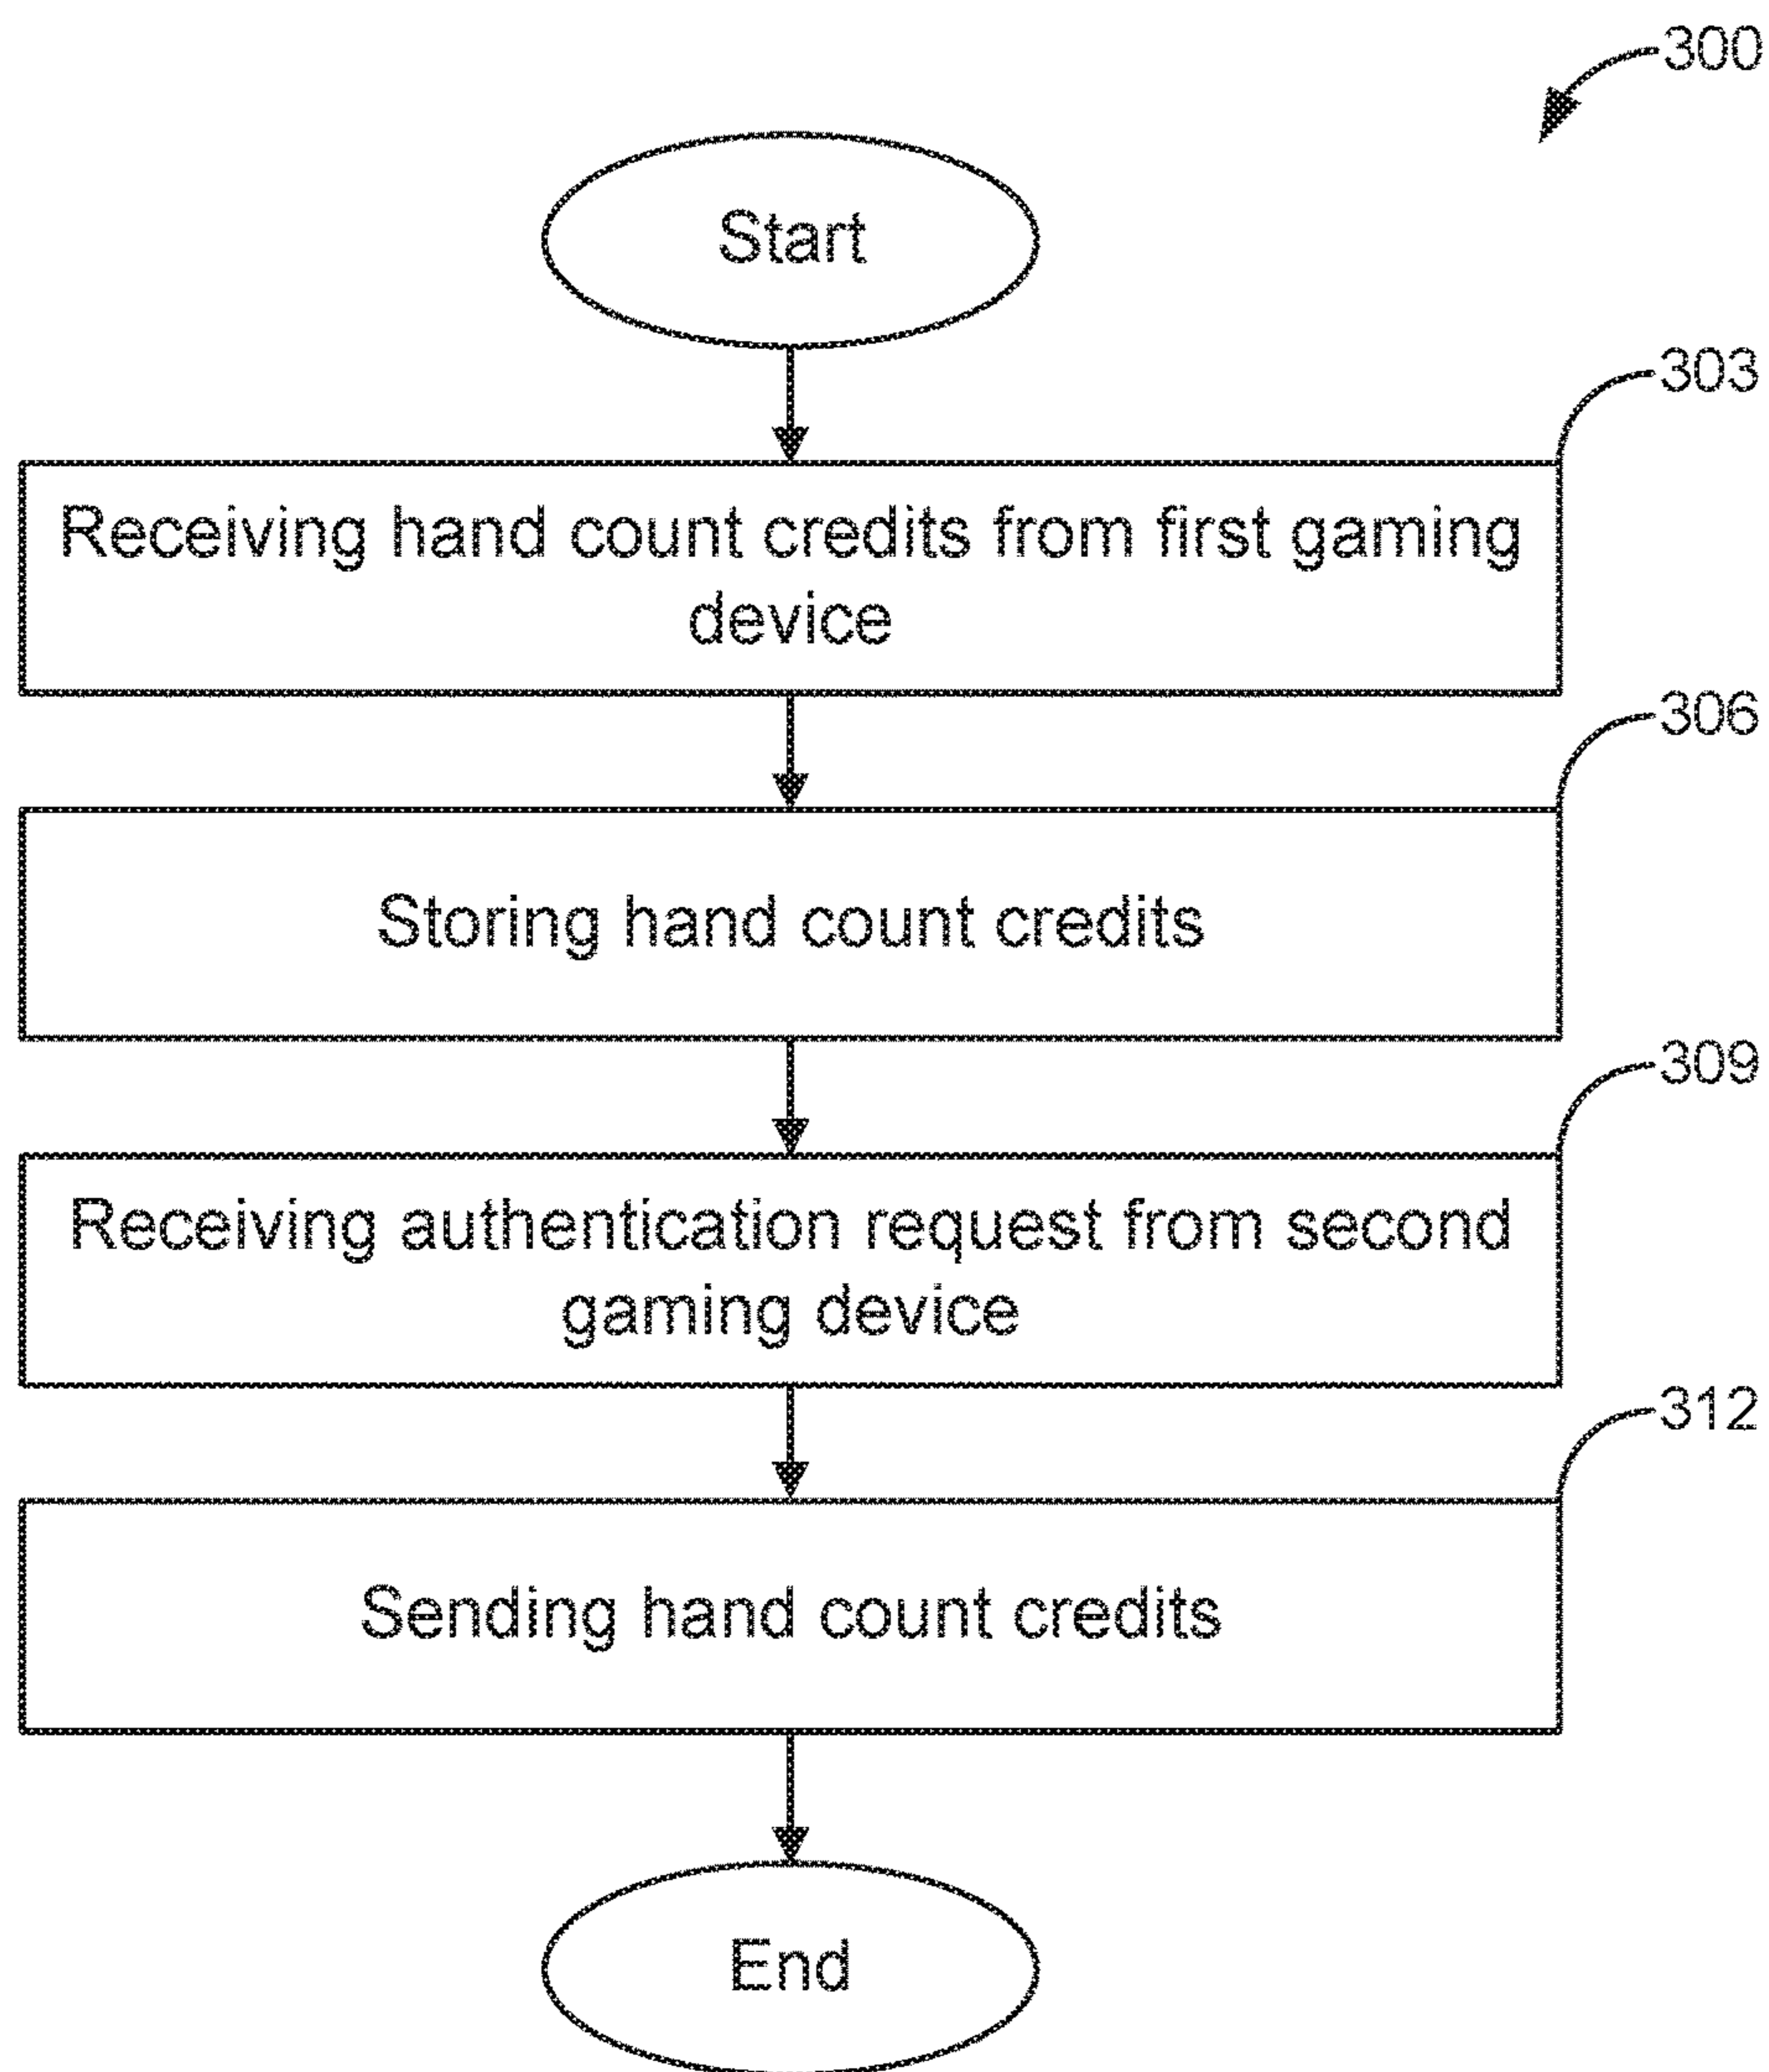 300
Start
303
Receiving hand count credits from first gaming
device
306
Storing hand count credits
309
Receiving authentication request from second
gaming device
312
Sending hand count credits
End